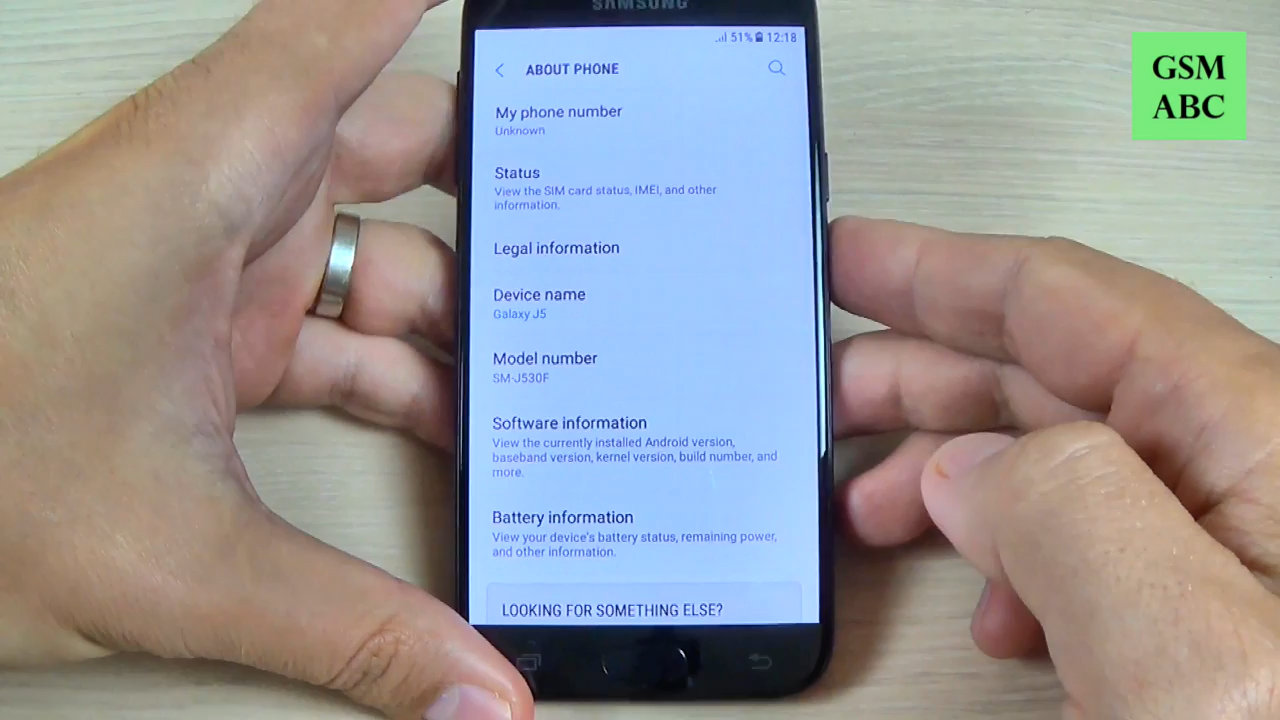 SAMSUNG
51% 12:18
ABOUT PHONE
My phone number
Unknown
Status
View the SIM card status, IMEI, and other
information.
Legal information
Device name
Galaxy J5
Model number
SM-J530F
Software information
View the currently installed Android version,
baseband version, kernel version, build number, and
more.
Battery information
View your device's battery status, remaining power,
and other information.
LOOKING FOR SOMETHING ELSE?
GSM
ABC